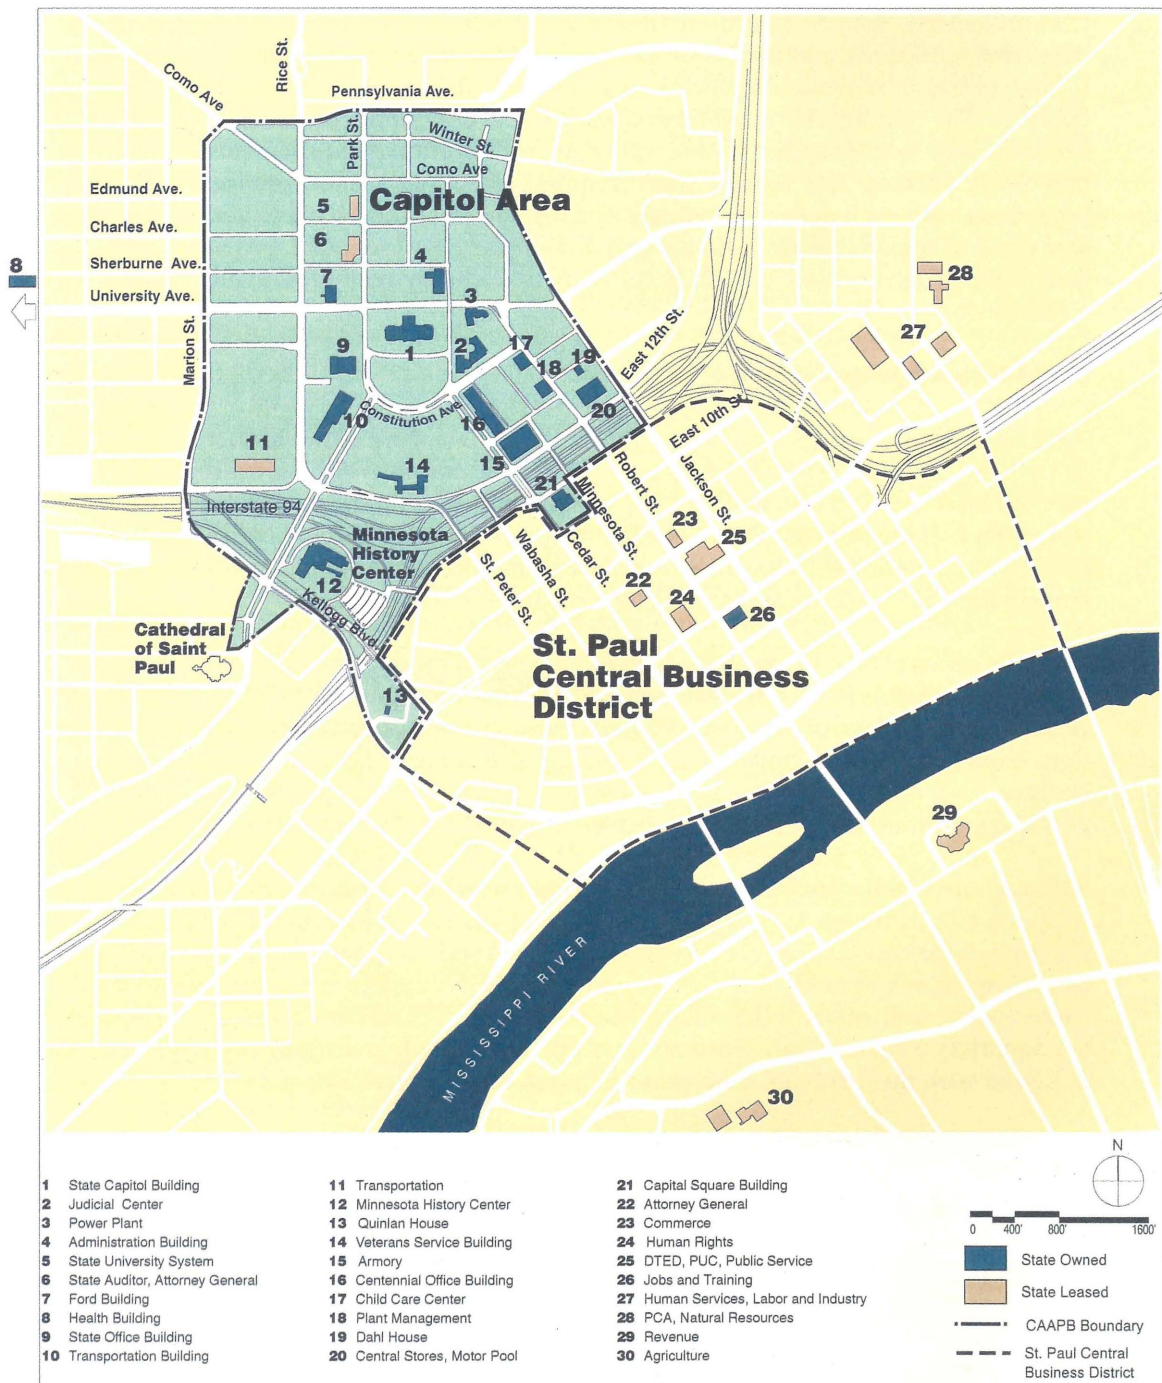 Rice St.
Como Ave
Pennsylvania Ave.
Park St.
Winter St.
Como Ave
Edmund Ave.
5
Capitol Area
Charles Ave.
6
4
8
Sherburne Ave.
28
7
University Ave.
3
East 12th St.
27
Marion St.
9
1
2
17
19
18
Constitution Ave
10
16
20
East 10th St.
11
15
14
Robert St.
Jackson St.
21
Minnesota St.
Interstate 94
23
25
Minnesota
History
Center
Cedar St.
Wabasha St.
St. Peter St.
12
22
24
26
Kellogg Blvd.
Cathedral
of Saint
Paul
St. Paul
Central Business
District
13
29
MISSISSIPPI RIVER
30
N
1 State Capitol Building
2 Judicial Center
3 Power Plant
4 Administration Building
5 State University System
6 State Auditor, Attorney General
7 Ford Building
8 Health Building
9 State Office Building
10 Transportation Building
11 Transportation
12 Minnesota History Center
13 Quinlan House
14 Veterans Service Building
15 Armory
16 Centennial Office Building
17 Child Care Center
18 Plant Management
19 Dahl House
20 Central Stores, Motor Pool
21 Capital Square Building
22 Attorney General
23 Commerce
24 Human Rights
25 DTED, PUC, Public Service
26 Jobs and Training
27 Human Services, Labor and Industry
28 PCA, Natural Resources
29 Revenue
30 Agriculture
0 400' 800' 1600'
State Owned
State Leased
CAAPB Boundary
St. Paul Central
Business District